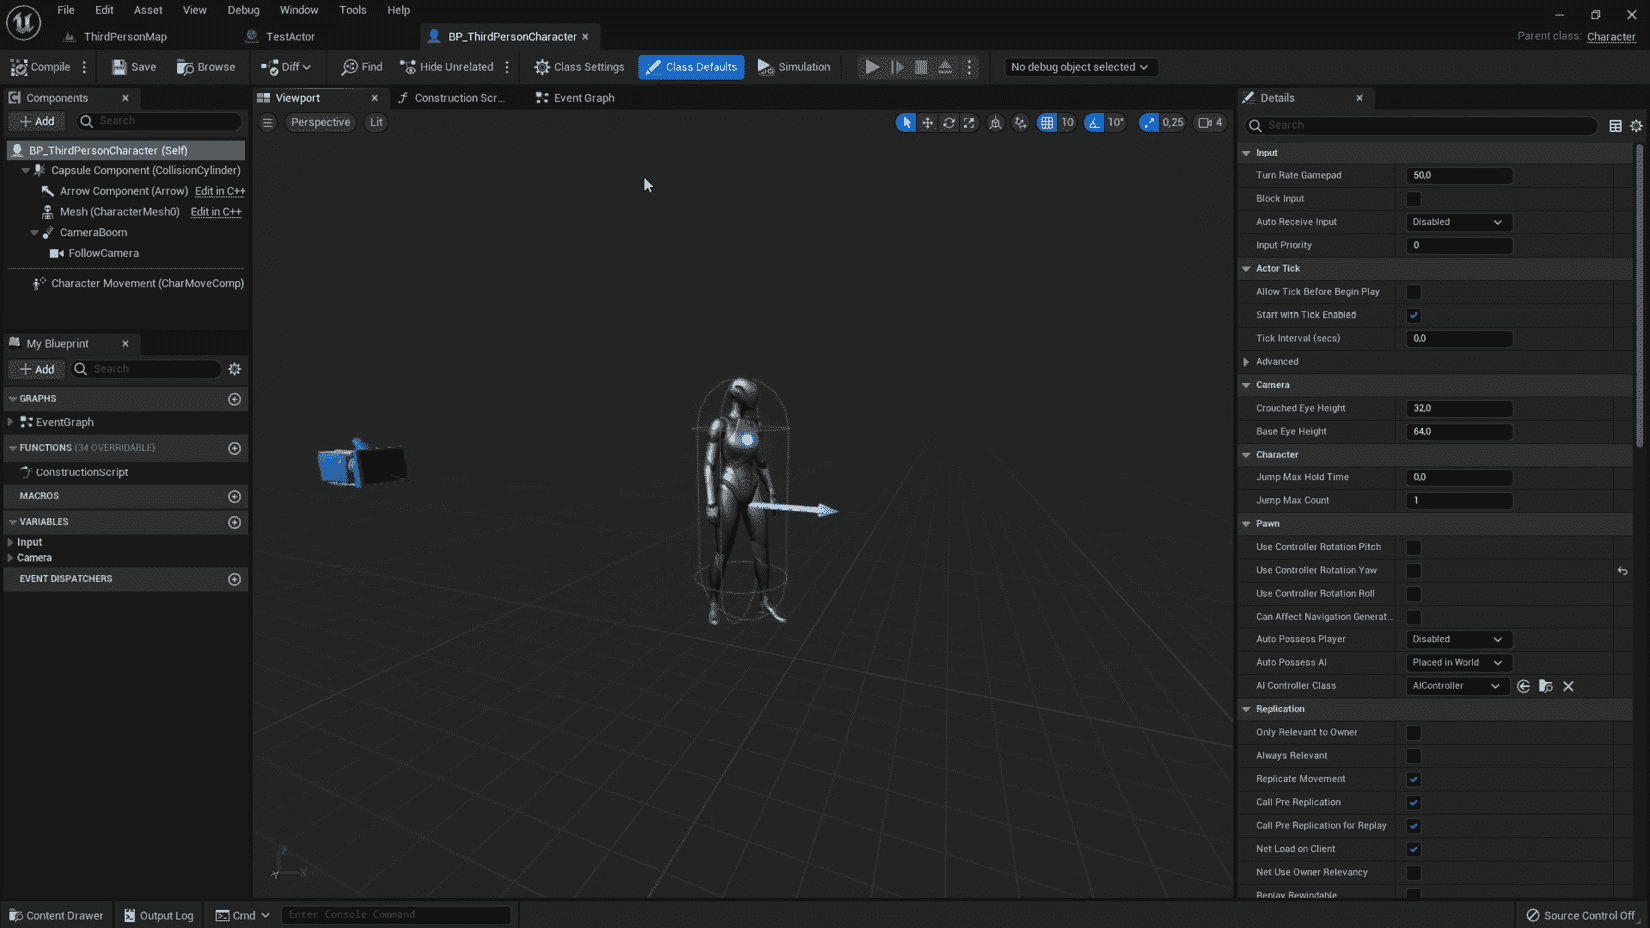 File Edit Asset View Debug Window Tools Help
ThirdPersonMap TestActor BP_ThirdPersonCharacter
Parent class: Character
Compile Save Browse Diff Find Hide Unrelated Class Settings Class Defaults Simulation No debug object selected
Components
Add Search
BP_ThirdPersonCharacter (Self)
Capsule Component (CollisionCylinder)
Arrow Component (Arrow) Edit in C++
Mesh (CharacterMesh0) Edit in C++
CameraBoom
FollowCamera
Character Movement (CharMoveComp)
My Blueprint
Add Search
GRAPHS
EventGraph
FUNCTIONS (34 OVERRIDABLE)
ConstructionScript
MACROS
VARIABLES
Input
Camera
EVENT DISPATCHERS
Viewport Construction Scr... Event Graph
Perspective Lit 10 10° 0,25 4
Details
Search
Input
Turn Rate Gamepad 50,0
Block Input
Auto Receive Input Disabled
Input Priority 0
Actor Tick
Allow Tick Before Begin Play
Start with Tick Enabled
Tick Interval (secs) 0,0
Advanced
Camera
Crouched Eye Height 32,0
Base Eye Height 64,0
Character
Jump Max Hold Time 0,0
Jump Max Count 1
Pawn
Use Controller Rotation Pitch
Use Controller Rotation Yaw
Use Controller Rotation Roll
Can Affect Navigation Generat...
Auto Possess Player Disabled
Auto Possess AI Placed in World
AI Controller Class AIController
Replication
Only Relevant to Owner
Always Relevant
Replicate Movement
Call Pre Replication
Call Pre Replication for Replay
Net Load on Client
Net Use Owner Relevancy
Replay Rewindable
Content Drawer Output Log Cmd Enter Console Command Source Control Off